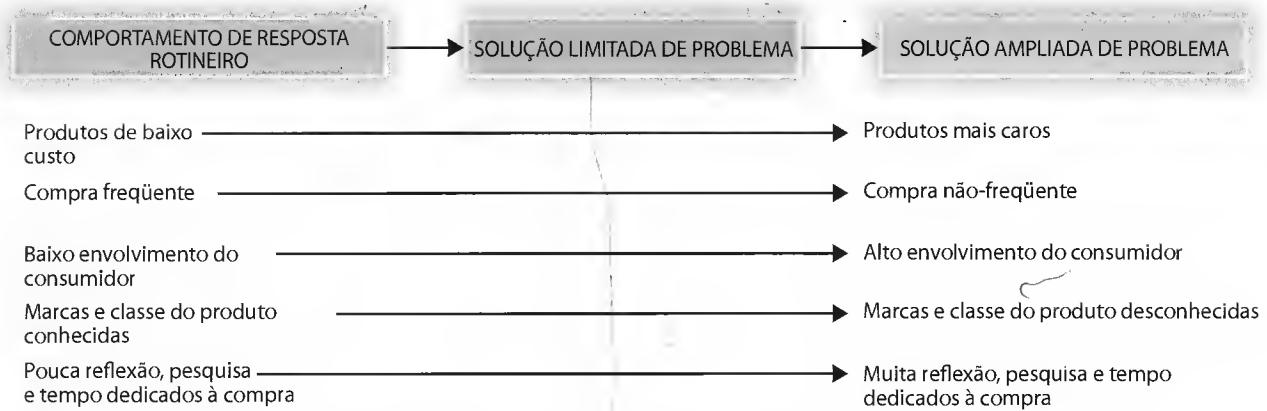 COMPORTAMENTO DE RESPOSTA
ROTINEIRO
SOLUÇÃO LIMITADA DE PROBLEMA
SOLUÇÃO AMPLIADA DE PROBLEMA
Produtos de baixo
custo
Produtos mais caros
Compra freqüente
Compra não-freqüente
Baixo envolvimento do
consumidor
Alto envolvimento do consumidor
Marcas e classe do produto
conhecidas
Marcas e classe do produto desconhecidas
Pouca reflexão, pesquisa
e tempo dedicados à compra
Muita reflexão, pesquisa e tempo
dedicados à compra